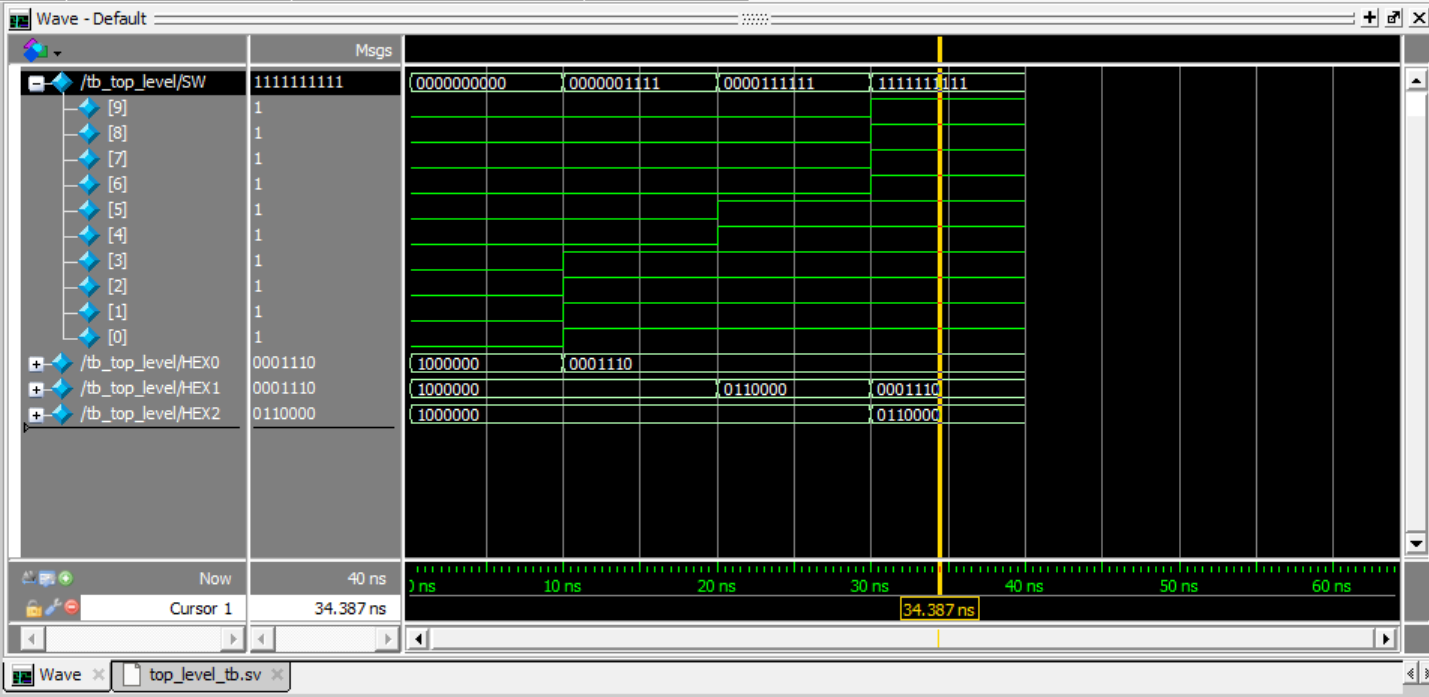 Wave - Default
Msgs
/tb_top_level/SW 1111111111 0000000000 0000001111 0000111111 1111111111
[9] 1
[8] 1
[7] 1
[6] 1
[5] 1
[4] 1
[3] 1
[2] 1
[1] 1
[0] 1
/tb_top_level/HEX0 0001110 1000000 0001110
/tb_top_level/HEX1 0001110 1000000 0110000 0001110
/tb_top_level/HEX2 0110000 1000000 0110000
Now 40 ns ns 10 ns 20 ns 30 ns 40 ns 50 ns 60 ns
Cursor 1 34.387 ns 34.387 ns
Wave top_level_tb.sv